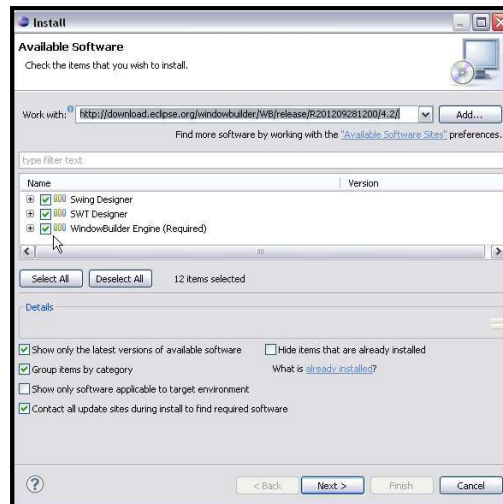 Install
Available Software
Check the items that you wish to install.
Work with: http://download.eclipse.org/windowbuilder/WB/release/R201209281200/4.2/ Add...
Find more software by working with the "Available Software Sites" preferences.
type filter text
Name Version
Swing Designer
SWT Designer
WindowBuilder Engine (Required)
Select All Deselect All 12 items selected
Details
Show only the latest versions of available software Hide items that are already installed
Group items by category What is already installed?
Show only software applicable to target environment
Contact all update sites during install to find required software
? < Back Next > Finish Cancel